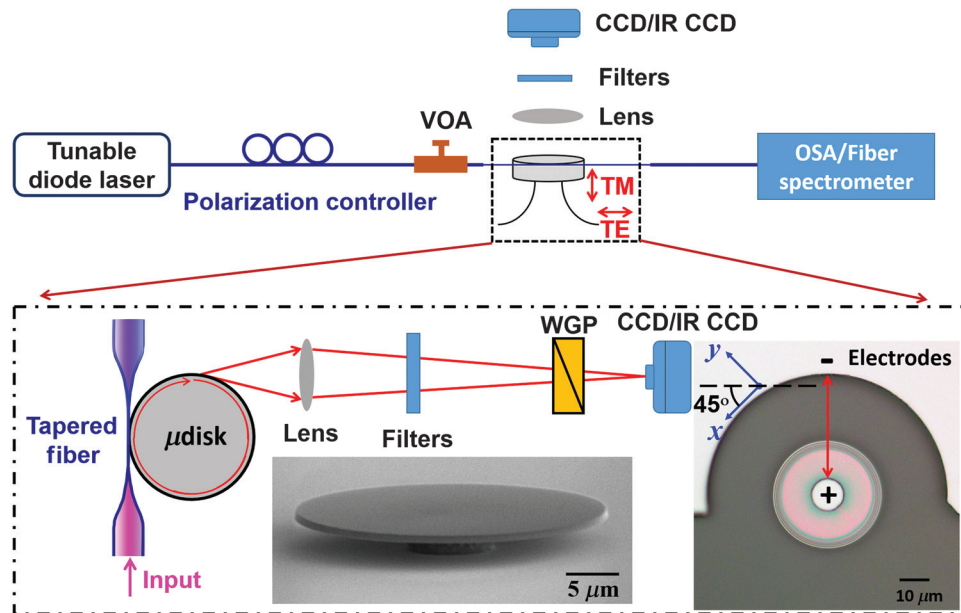 CCD/IR CCD
Filters
Lens
VOA
Tunable
diode laser
Polarization controller
TM
TE
OSA/Fiber
spectrometer
WGP
CCD/IR CCD
y
- Electrodes
45°
x
Tapered
fiber
μdisk
Lens
Filters
+
Input
5 μm
10 μm